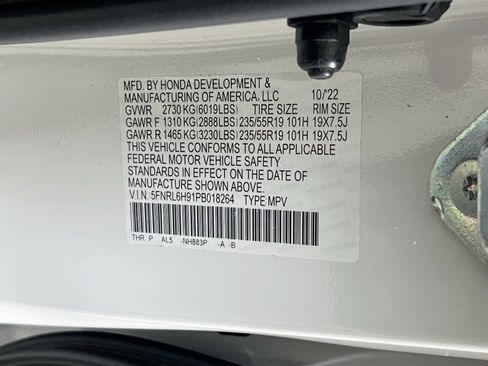 MFD. BY HONDA DEVELOPMENT &
MANUFACTURING OF AMERICA, LLC 10/'22
GVWR 2730 KG (6019LBS) TIRE SIZE RIM SIZE
GAWR F 1310 KG (2888LBS) 235/55R19 101H 19X7.5J
GAWR R 1465 KG (3230LBS) 235/55R19 101H 19X7.5J
THIS VEHICLE CONFORMS TO ALL APPLICABLE
FEDERAL MOTOR VEHICLE SAFETY
STANDARDS IN EFFECT ON THE DATE OF
MANUFACTURE SHOWN ABOVE.
V.I.N. 5FNRL6H91PB018264 TYPE:MPV
THR P AL5 -NH883P -A -B